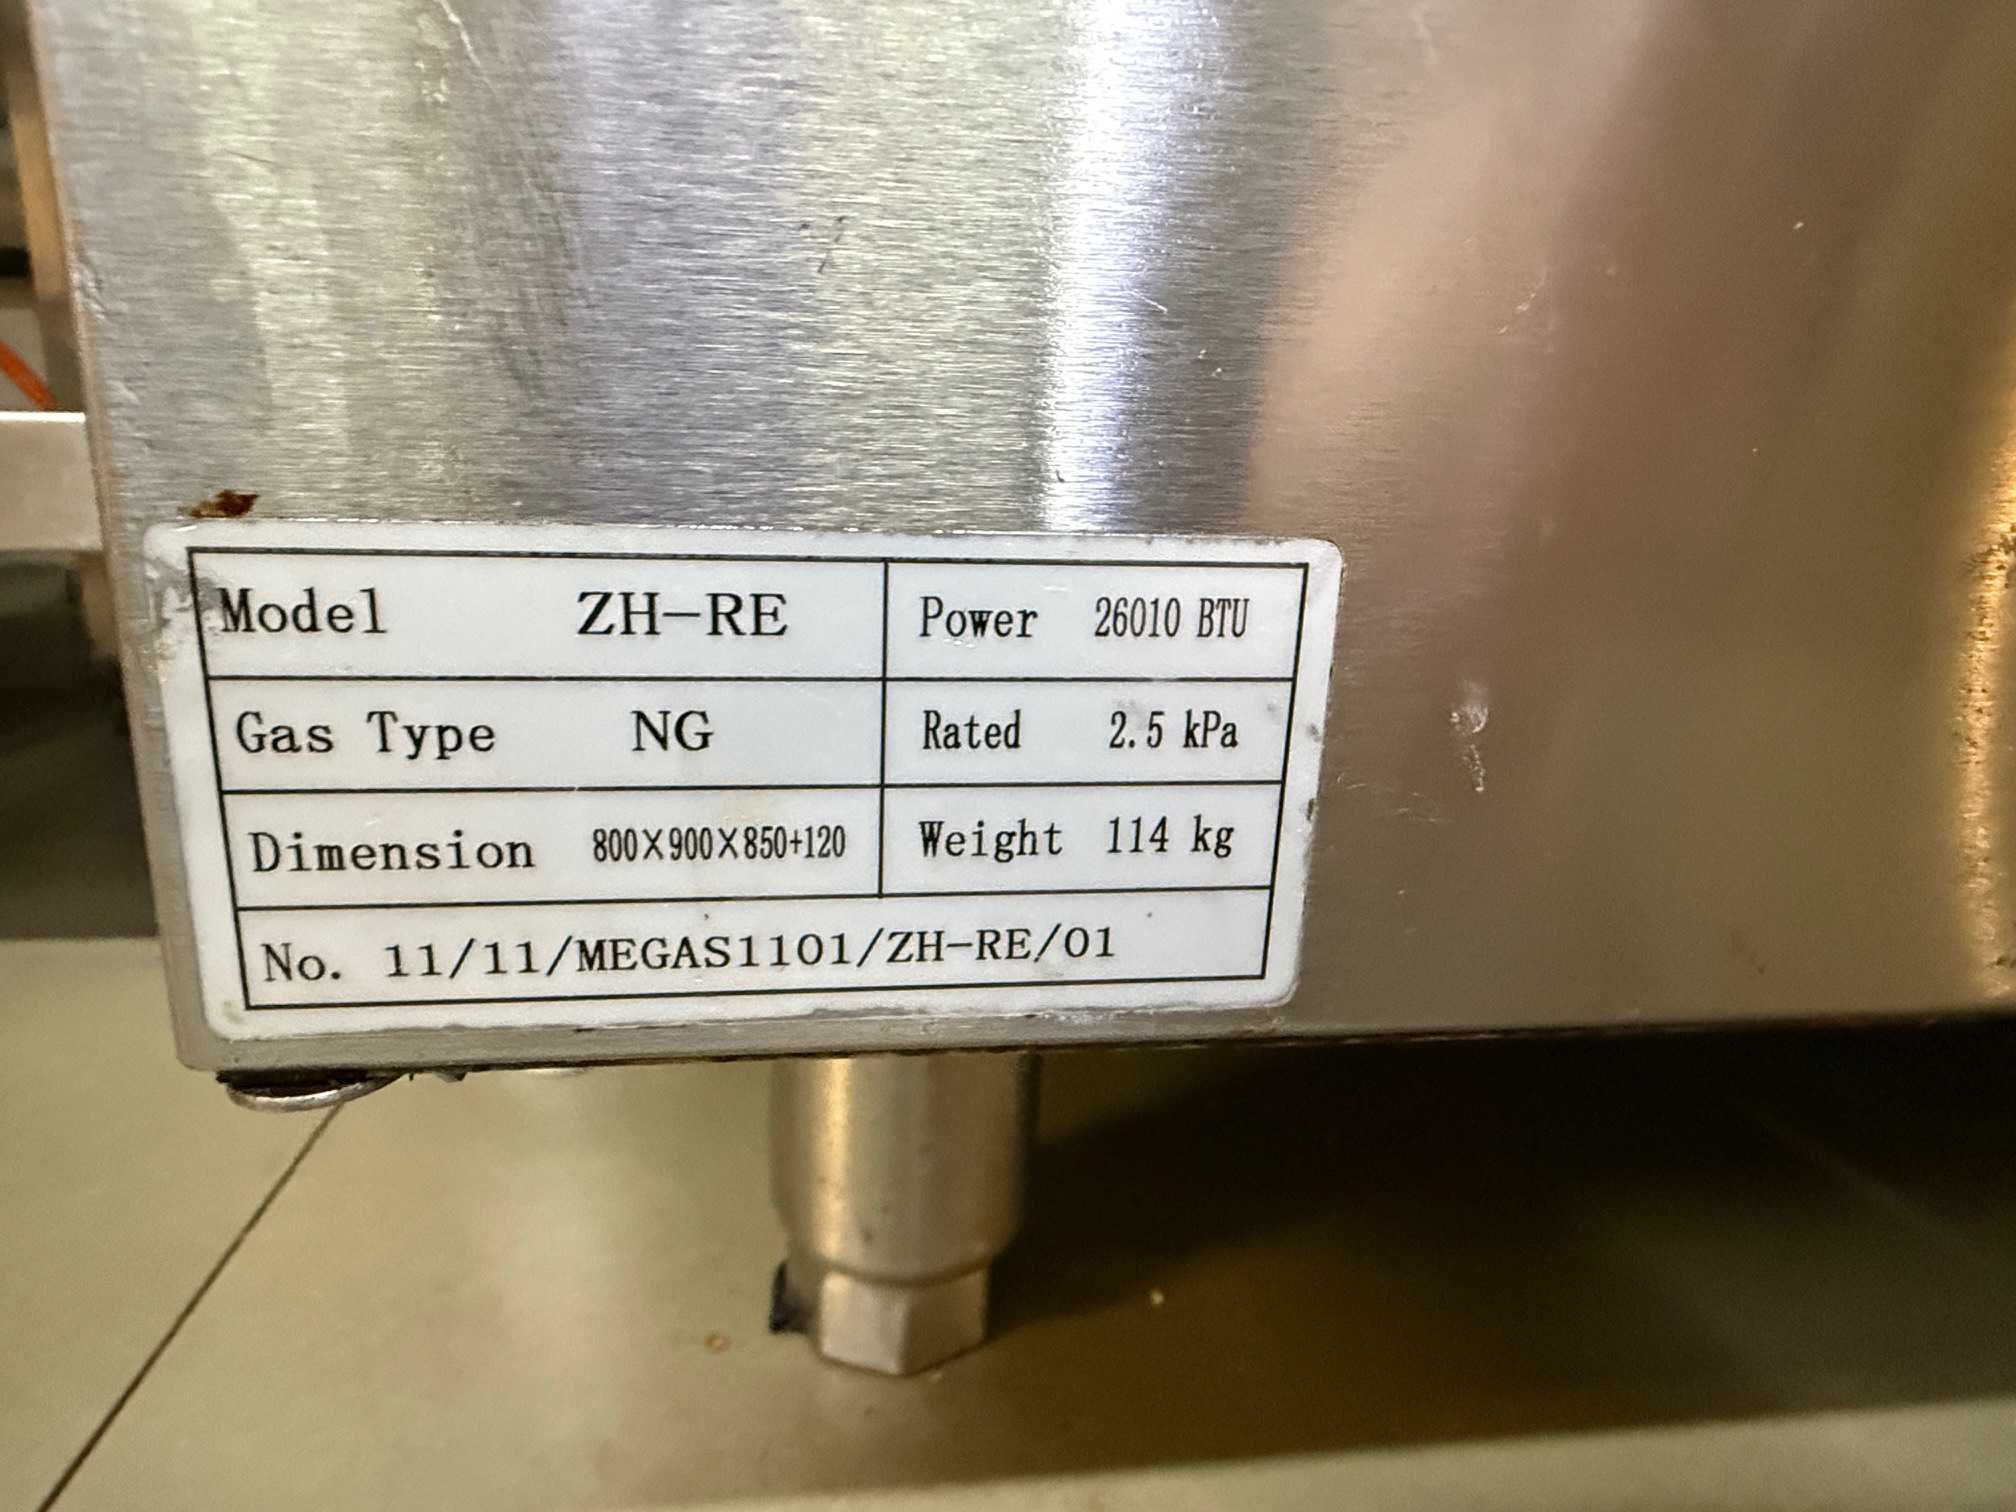 Model ZH-RE Power 26010 BTU
Gas Type NG Rated 2.5 kPa
Dimension 800X900X850+120 Weight 114 kg
No. 11/11/MEGAS1101/ZH-RE/01